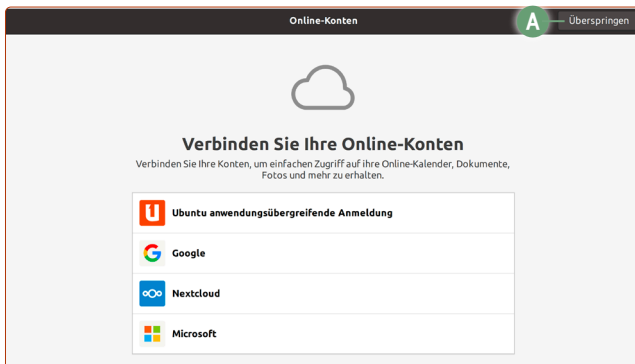 Online-Konten
A
Überspringen
Verbinden Sie Ihre Online-Konten
Verbinden Sie Ihre Konten, um einfachen Zugriff auf ihre Online-Kalender, Dokumente,
Fotos und mehr zu erhalten.
Ubuntu anwendungsübergreifende Anmeldung
Google
Nextcloud
Microsoft